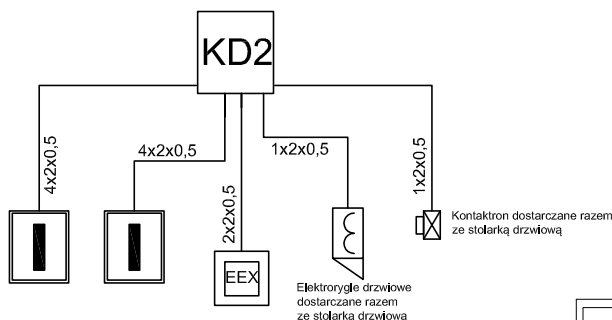 KD2
4x2x0,5
4x2x0,5
2x2x0,5
1x2x0,5
1x2x0,5
EEX
Kontaktron dostarczane razem
ze stolarką drzwiową
Elektrorygle drzwiowe
dostarczane razem
ze stolarka drzwiowa